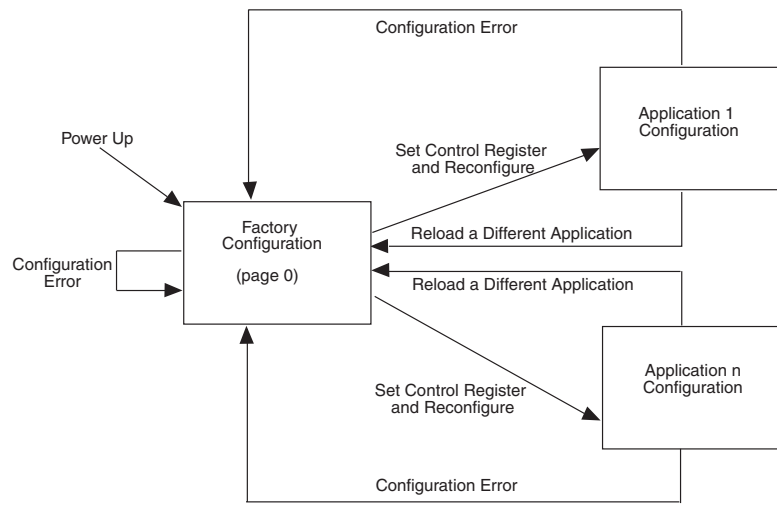 Configuration Error
Application 1
Configuration
Power Up
Set Control Register
and Reconfigure
Factory
Configuration
(page 0)
Reload a Different Application
Configuration
Error
Reload a Different Application
Application n
Configuration
Set Control Register
and Reconfigure
Configuration Error